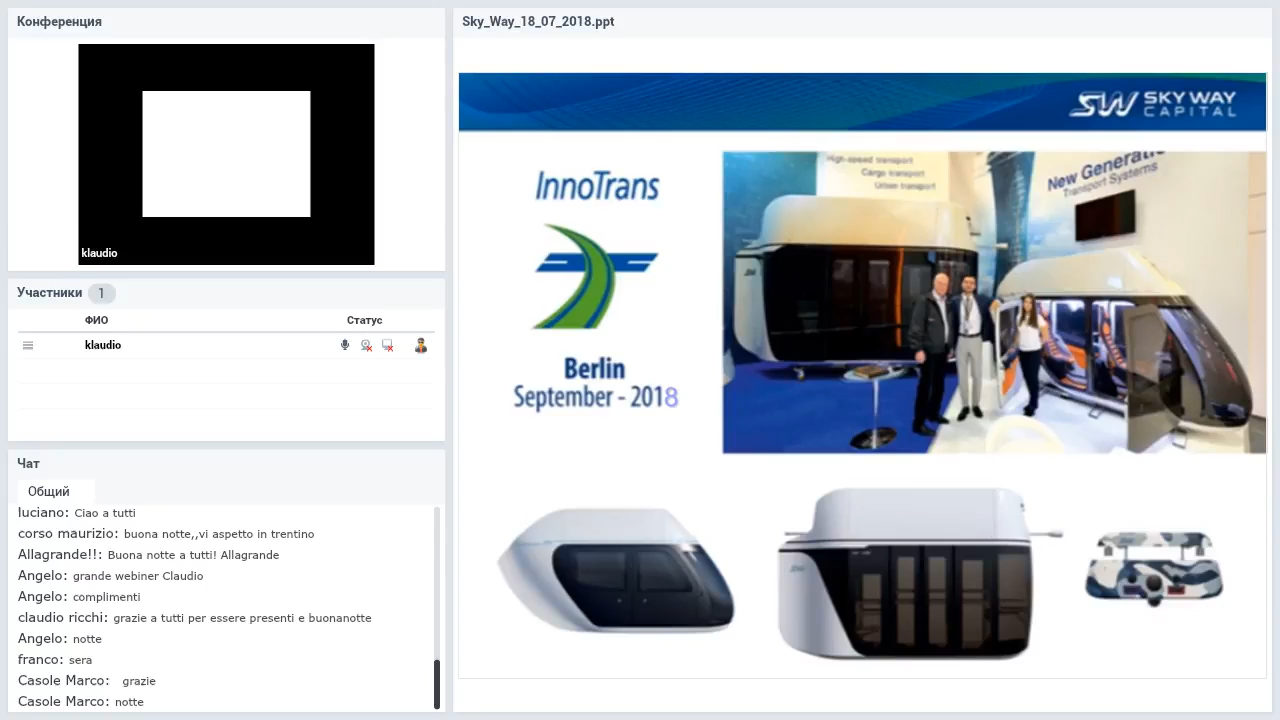 Конференция
klaudio
Участники 1
ФИО Статус
klaudio
Чат
Общий
luciano: Ciao a tutti
corso maurizio: buona notte,,vi aspetto in trentino
Allagrande!!: Buona notte a tutti! Allagrande
Angelo: grande webiner Claudio
Angelo: complimenti
claudio ricchi: grazie a tutti per essere presenti e buonanotte
Angelo: notte
franco: sera
Casole Marco: grazie
Casole Marco: notte
Sky_Way_18_07_2018.ppt
SW SKY WAY
CAPITAL
InnoTrans
Berlin
September - 2018
High-speed transport
Cargo transport
Urban transport
New Generatio
Transport Systems